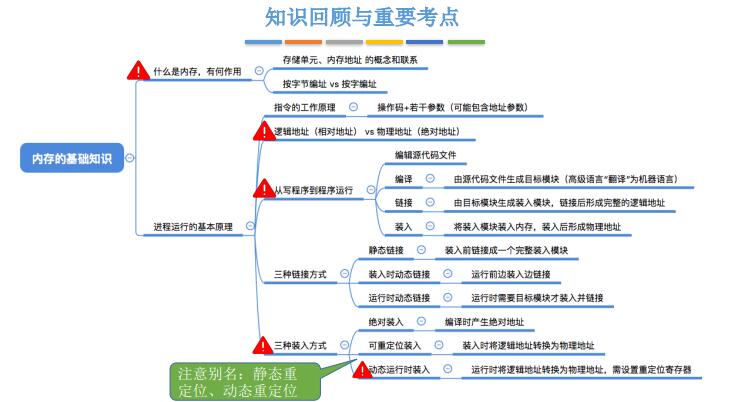 知识回顾与重要考点
什么是内存，有何作用
存储单元、内存地址 的概念和联系
按字节编址 vs 按字编址
内存的基础知识
进程运行的基本原理
指令的工作原理
操作码+若干参数（可能包含地址参数）
逻辑地址（相对地址） vs 物理地址（绝对地址）
从写程序到程序运行
编辑源代码文件
编译
由源代码文件生成目标模块（高级语言“翻译”为机器语言）
链接
由目标模块生成装入模块，链接后形成完整的逻辑地址
装入
将装入模块装入内存，装入后形成物理地址
三种链接方式
静态链接
装入前链接成一个完整装入模块
装入时动态链接
运行前边装入边链接
运行时动态链接
运行时需要目标模块才装入并链接
三种装入方式
绝对装入
编译时产生绝对地址
可重定位装入
装入时将逻辑地址转换为物理地址
动态运行时装入
运行时将逻辑地址转换为物理地址，需设置重定位寄存器
注意别名：静态重
定位、动态重定位